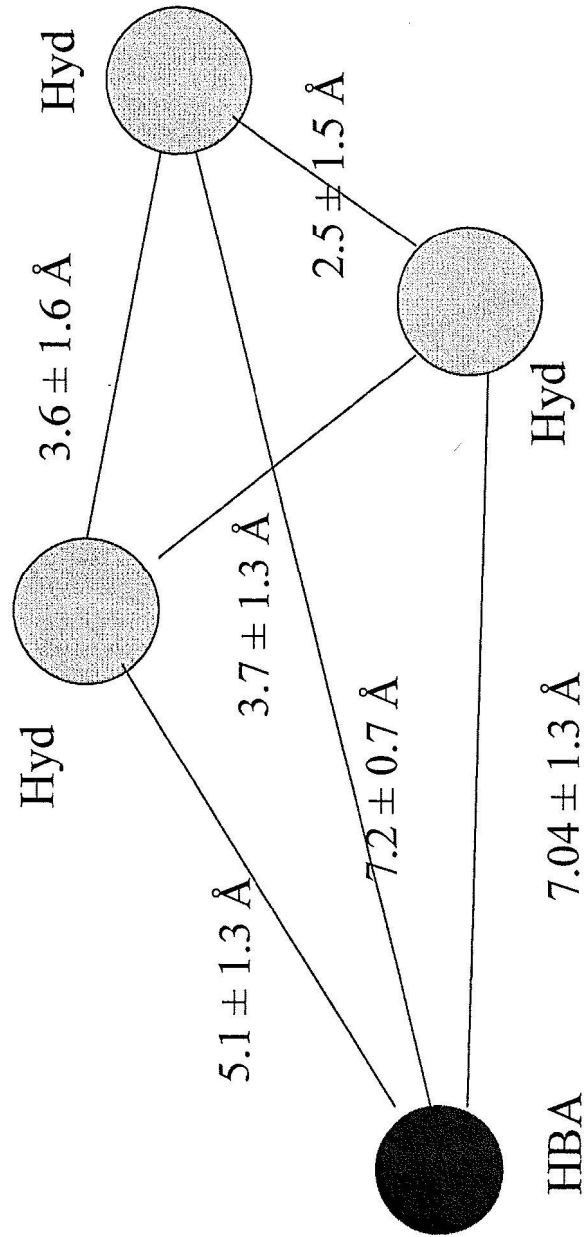 Hyd
3.6 ± 1.6 Å
Hyd
2.5 ± 1.5 Å
3.7 ± 1.3 Å
5.1 ± 1.3 Å
7.2 ± 0.7 Å
Hyd
7.04 ± 1.3 Å
HBA